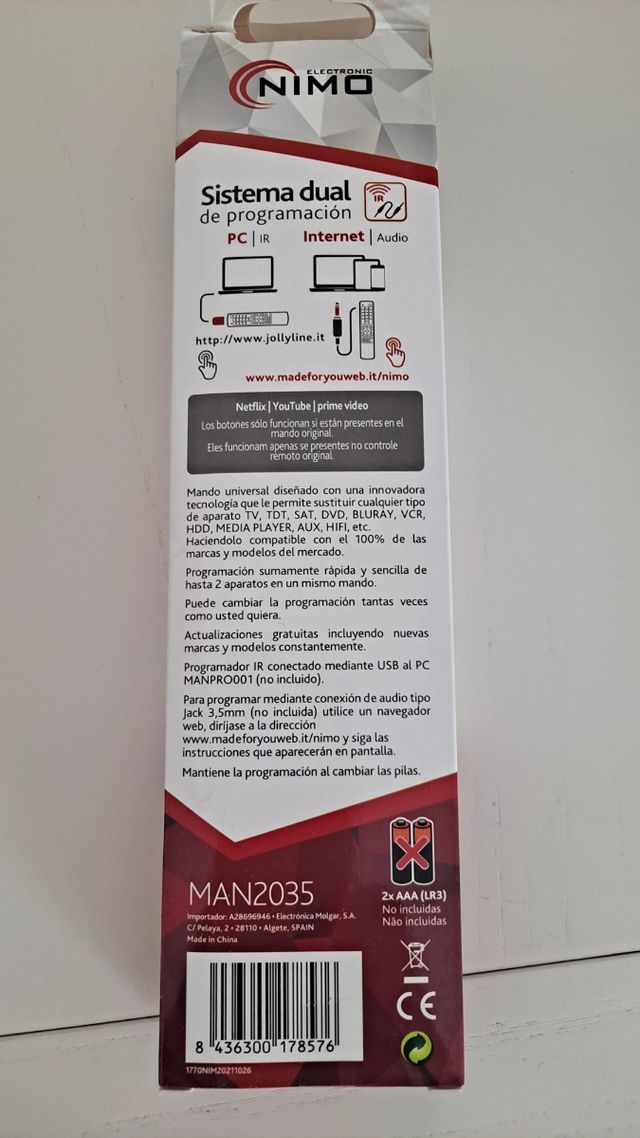 ELECTRONIC
NIMO
Sistema dual
de programación
IR
PC | IR
Internet | Audio
http://www.jollyline.it
www.madeforyouweb.it/nimo
Netflix | YouTube | prime video
Los botones sólo funcionan si están presentes en el
mando original.
Eles funcionam apenas se presentes no controle
remoto original.
Mando universal diseñado con una innovadora
tecnología que le permite sustituir cualquier tipo
de aparato TV, TDT, SAT, DVD, BLURAY, VCR,
HDD, MEDIA PLAYER, AUX, HIFI, etc.
Haciendolo compatible con el 100% de las
marcas y modelos del mercado.
Programación sumamente rápida y sencilla de
hasta 2 aparatos en un mismo mando.
Puede cambiar la programación tantas veces
como usted quiera.
Actualizaciones gratuitas incluyendo nuevas
marcas y modelos constantemente.
Programador IR conectado mediante USB al PC
MANPRO001 (no incluido).
Para programar mediante conexión de audio tipo
Jack 3,5mm (no incluida) utilice un navegador
web, diríjase a la dirección
www.madeforyouweb.it/nimo y siga las
instrucciones que aparecerán en pantalla.
Mantiene la programación al cambiar las pilas.
MAN2035
Importador: A28696946 • Electrónica Molgar, S.A.
C/ Pelaya, 2 • 28110 • Algete, SPAIN
Made in China
2x AAA (LR3)
No incluidas
Não incluidas
CE
8 436300 178576
1770NIM20211026